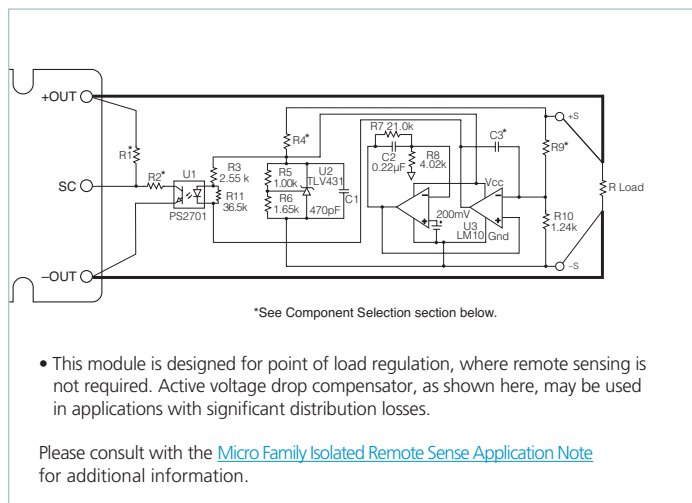 +OUT
R1*
SC
R2*
U1
PS2701
R3
2.55 k
R11
36.5k
–OUT
R4*
R5
1.00k
R6
1.65k
U2
TLV431
470pF
C1
R7 21.0k
C2
0.22µF
R8
4.02k
C3*
Vcc
200mV
U3
LM10 Gnd
+S
R9*
R10
1.24k
–S
R Load
*See Component Selection section below.
• This module is designed for point of load regulation, where remote sensing is
not required. Active voltage drop compensator, as shown here, may be used
in applications with significant distribution losses.
Please consult with the Micro Family Isolated Remote Sense Application Note
for additional information.